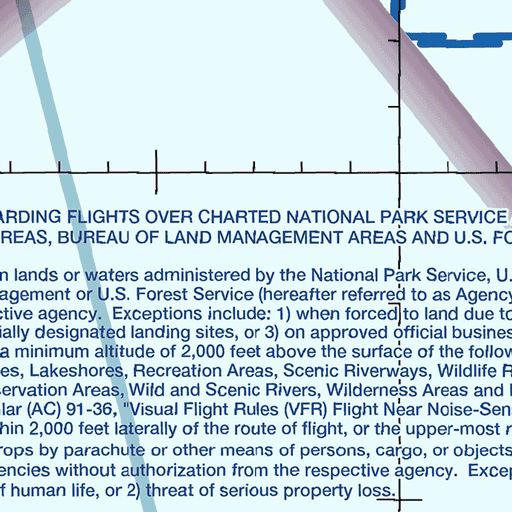 ARDING FLIGHTS OVER CHARTED NATIONAL PARK SERVICE
REAS, BUREAU OF LAND MANAGEMENT AREAS AND U.S. FO
n lands or waters administered by the National Park Service, U.
agement or U.S. Forest Service (hereafter referred to as Agency
ctive agency. Exceptions include: 1) when forced to land due to
ially designated landing sites, or 3) on approved official busines
a minimum altitude of 2,000 feet above the surface of the follow
es, Lakeshores, Recreation Areas, Scenic Riverways, Wildlife R
servation Areas, Wild and Scenic Rivers, Wilderness Areas and
lar (AC) 91-36, "Visual Flight Rules (VFR) Flight Near Noise-Sen
hin 2,000 feet laterally of the route of flight, or the upper-most r
rops by parachute or other means of persons, cargo, or objects
encies without authorization from the respective agency. Excep
f human life, or 2) threat of serious property loss.